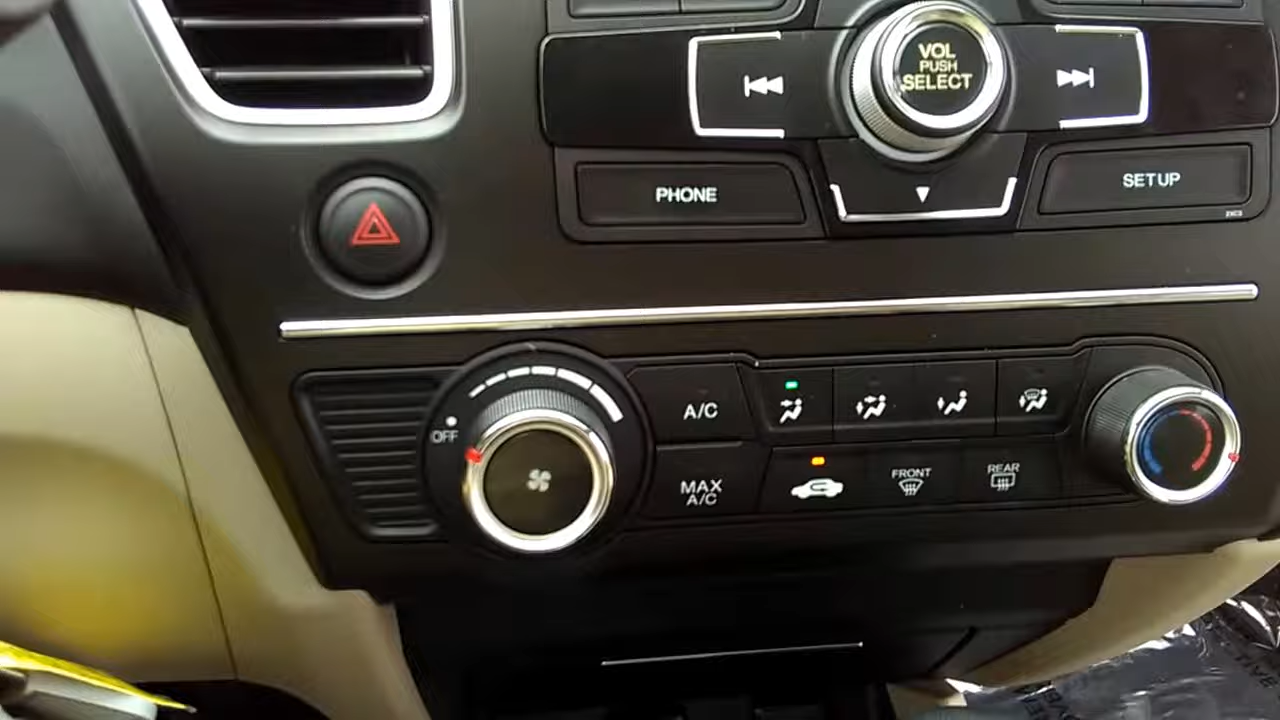 VOL
PUSH
SELECT
PHONE
SETUP
OFF
A/C
MAX
A/C
FRONT
REAR